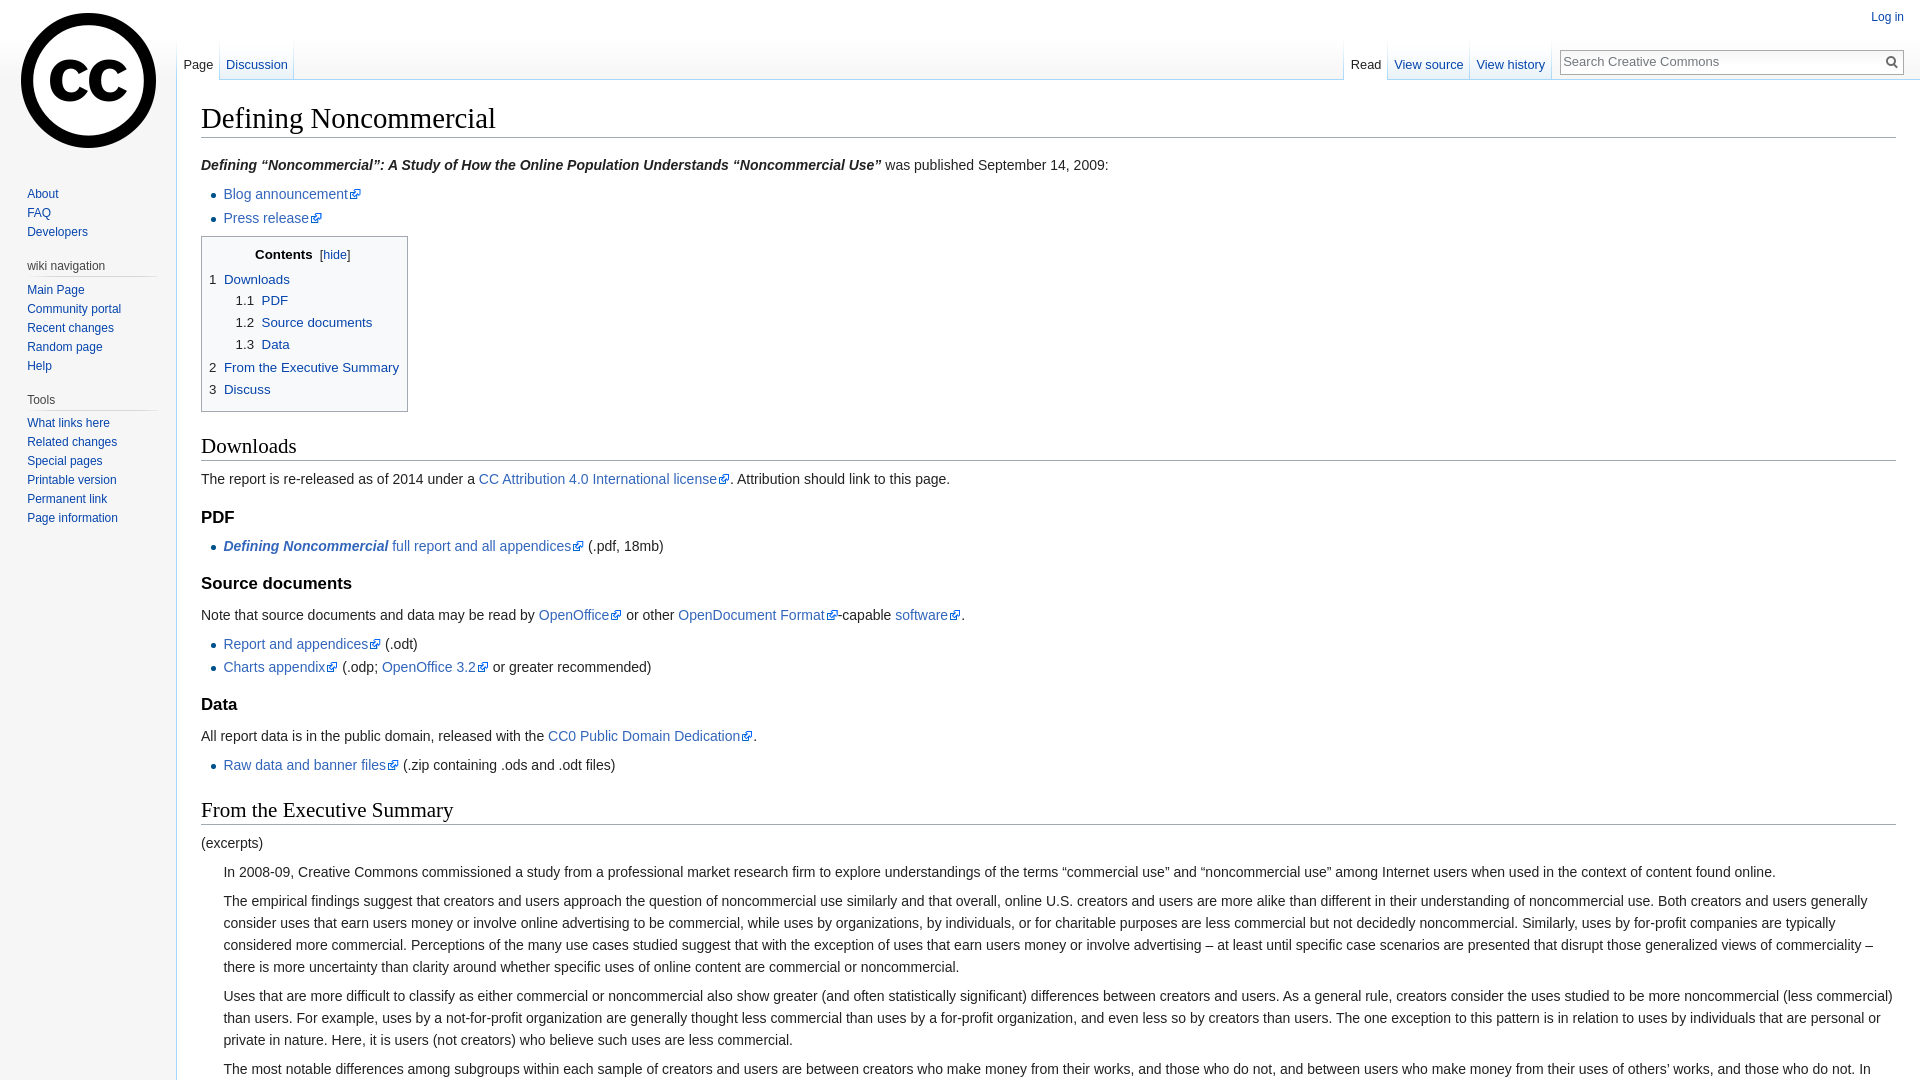 CC
Log in
Page
Discussion
Read
View source
View history
Search Creative Commons
About
FAQ
Developers
wiki navigation
Main Page
Community portal
Recent changes
Random page
Help
Tools
What links here
Related changes
Special pages
Printable version
Permanent link
Page information
Defining Noncommercial
Defining “Noncommercial”: A Study of How the Online Population Understands “Noncommercial Use” was published September 14, 2009:
Blog announcement
Press release
Contents [hide]
1 Downloads
1.1 PDF
1.2 Source documents
1.3 Data
2 From the Executive Summary
3 Discuss
Downloads
The report is re-released as of 2014 under a CC Attribution 4.0 International license. Attribution should link to this page.
PDF
Defining Noncommercial full report and all appendices (.pdf, 18mb)
Source documents
Note that source documents and data may be read by OpenOffice or other OpenDocument Format-capable software.
Report and appendices (.odt)
Charts appendix (.odp; OpenOffice 3.2 or greater recommended)
Data
All report data is in the public domain, released with the CC0 Public Domain Dedication.
Raw data and banner files (.zip containing .ods and .odt files)
From the Executive Summary
(excerpts)
In 2008-09, Creative Commons commissioned a study from a professional market research firm to explore understandings of the terms “commercial use” and “noncommercial use” among Internet users when used in the context of content found online.
The empirical findings suggest that creators and users approach the question of noncommercial use similarly and that overall, online U.S. creators and users are more alike than different in their understanding of noncommercial use. Both creators and users generally
consider uses that earn users money or involve online advertising to be commercial, while uses by organizations, by individuals, or for charitable purposes are less commercial but not decidedly noncommercial. Similarly, uses by for-profit companies are typically
considered more commercial. Perceptions of the many use cases studied suggest that with the exception of uses that earn users money or involve advertising – at least until specific case scenarios are presented that disrupt those generalized views of commerciality –
there is more uncertainty than clarity around whether specific uses of online content are commercial or noncommercial.
Uses that are more difficult to classify as either commercial or noncommercial also show greater (and often statistically significant) differences between creators and users. As a general rule, creators consider the uses studied to be more noncommercial (less commercial)
than users. For example, uses by a not-for-profit organization are generally thought less commercial than uses by a for-profit organization, and even less so by creators than users. The one exception to this pattern is in relation to uses by individuals that are personal or
private in nature. Here, it is users (not creators) who believe such uses are less commercial.
The most notable differences among subgroups within each sample of creators and users are between creators who make money from their works, and those who do not, and between users who make money from their uses of others’ works, and those who do not. In